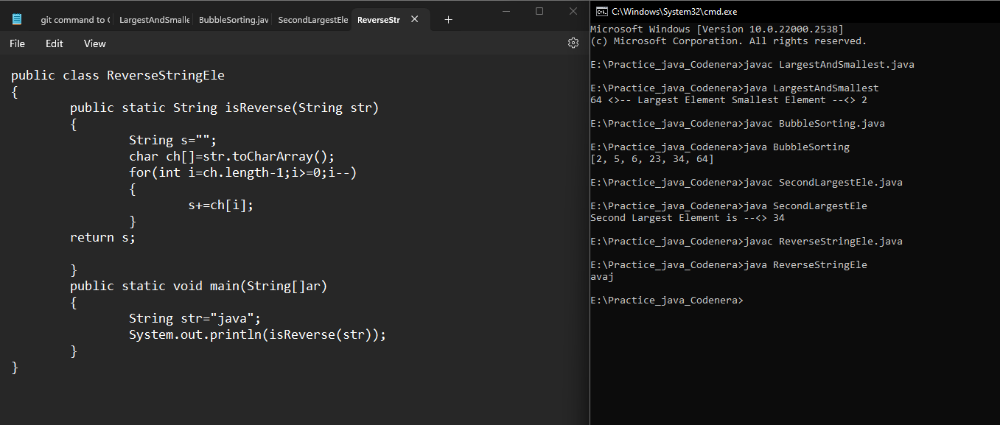 git command to
LargestAndSmalle
BubbleSorting.jav
SecondLargestEle
ReverseStr
File Edit View
public class ReverseStringEle
{
public static String isReverse(String str)
{
String s="";
char ch[]=str.toCharArray();
for(int i=ch.length-1;i>=0;i--)
{
s+=ch[i];
}
return s;
}
public static void main(String[]ar)
{
String str="java";
System.out.println(isReverse(str));
}
}
C:\Windows\System32\cmd.exe
Microsoft Windows [Version 10.0.22000.2538]
(c) Microsoft Corporation. All rights reserved.
E:\Practice_java_Codenera>javac LargestAndSmallest.java
E:\Practice_java_Codenera>java LargestAndSmallest
64 <>-- Largest Element Smallest Element --<> 2
E:\Practice_java_Codenera>javac BubbleSorting.java
E:\Practice_java_Codenera>java BubbleSorting
[2, 5, 6, 23, 34, 64]
E:\Practice_java_Codenera>javac SecondLargestEle.java
E:\Practice_java_Codenera>java SecondLargestEle
Second Largest Element is --<> 34
E:\Practice_java_Codenera>javac ReverseStringEle.java
E:\Practice_java_Codenera>java ReverseStringEle
avaj
E:\Practice_java_Codenera>